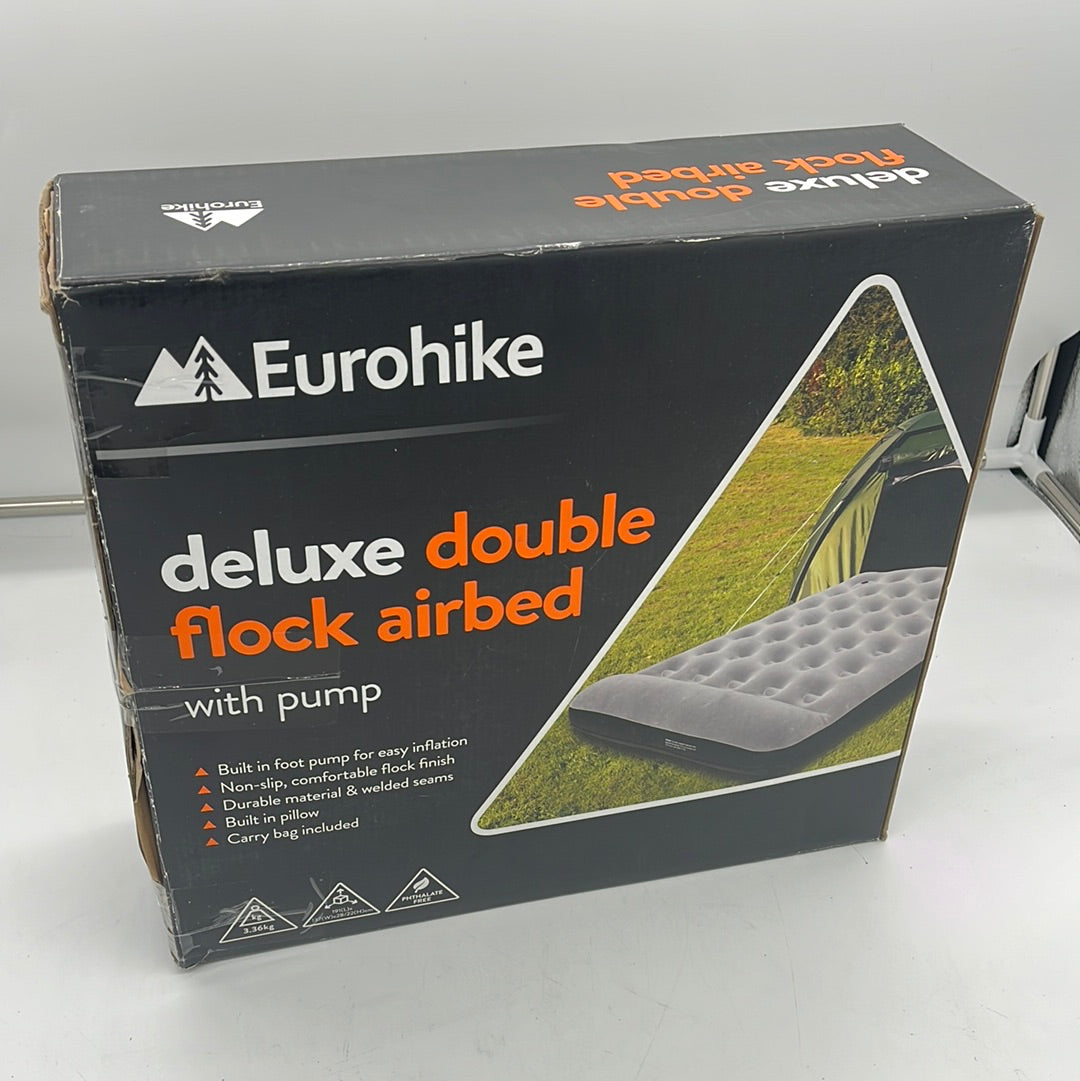 deluxe double
flock airbed
Eurohike
Eurohike
deluxe double
flock airbed
with pump
Built in foot pump for easy inflation
Non-slip, comfortable flock finish
Durable material & welded seams
Built in pillow
Carry bag included
kg
3.36kg
191(L)x
PHTHALATE
FREE